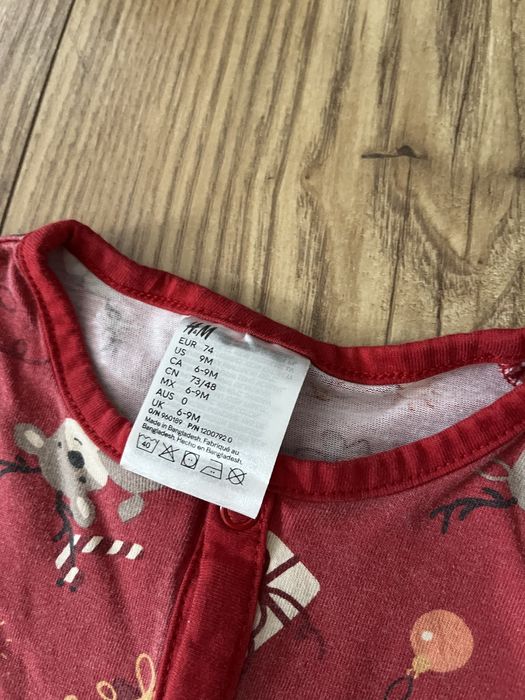 H&M
EUR 74
US 9M
CA 6-9M
CN 73/48
MX 6-9M
AUS 0
UK 6-9M
O/N 960189 P/N 1200792 0
Made in Bangladesh, Fabriqué au
Bangladesh, Hecho en Bangladesh,
40